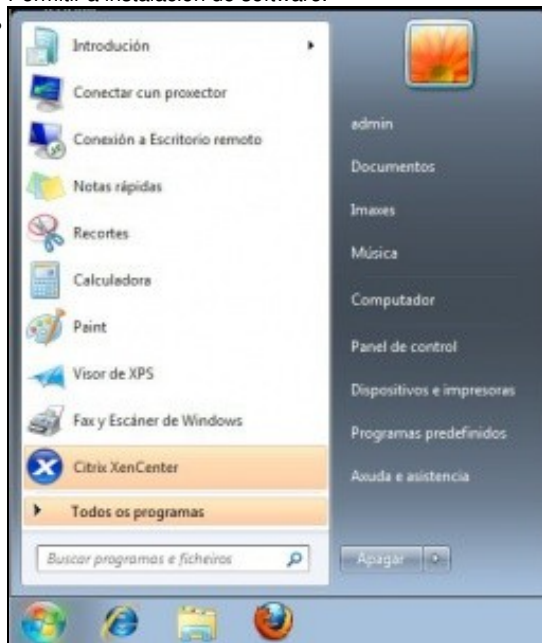 Permitir a instalación do software.
Introdución
Conectar cun proxector
Conexión a Escritorio remoto
Notas rápidas
Recortes
Calculadora
Paint
Visor de XPS
Fax y Escáner de Windows
Citrix XenCenter
Todos os programas
Buscar programas e ficheiros
admin
Documentos
Imaxes
Música
Computador
Panel de control
Dispositivos e impresoras
Programas predefinidos
Axuda e asistencia
Apagar